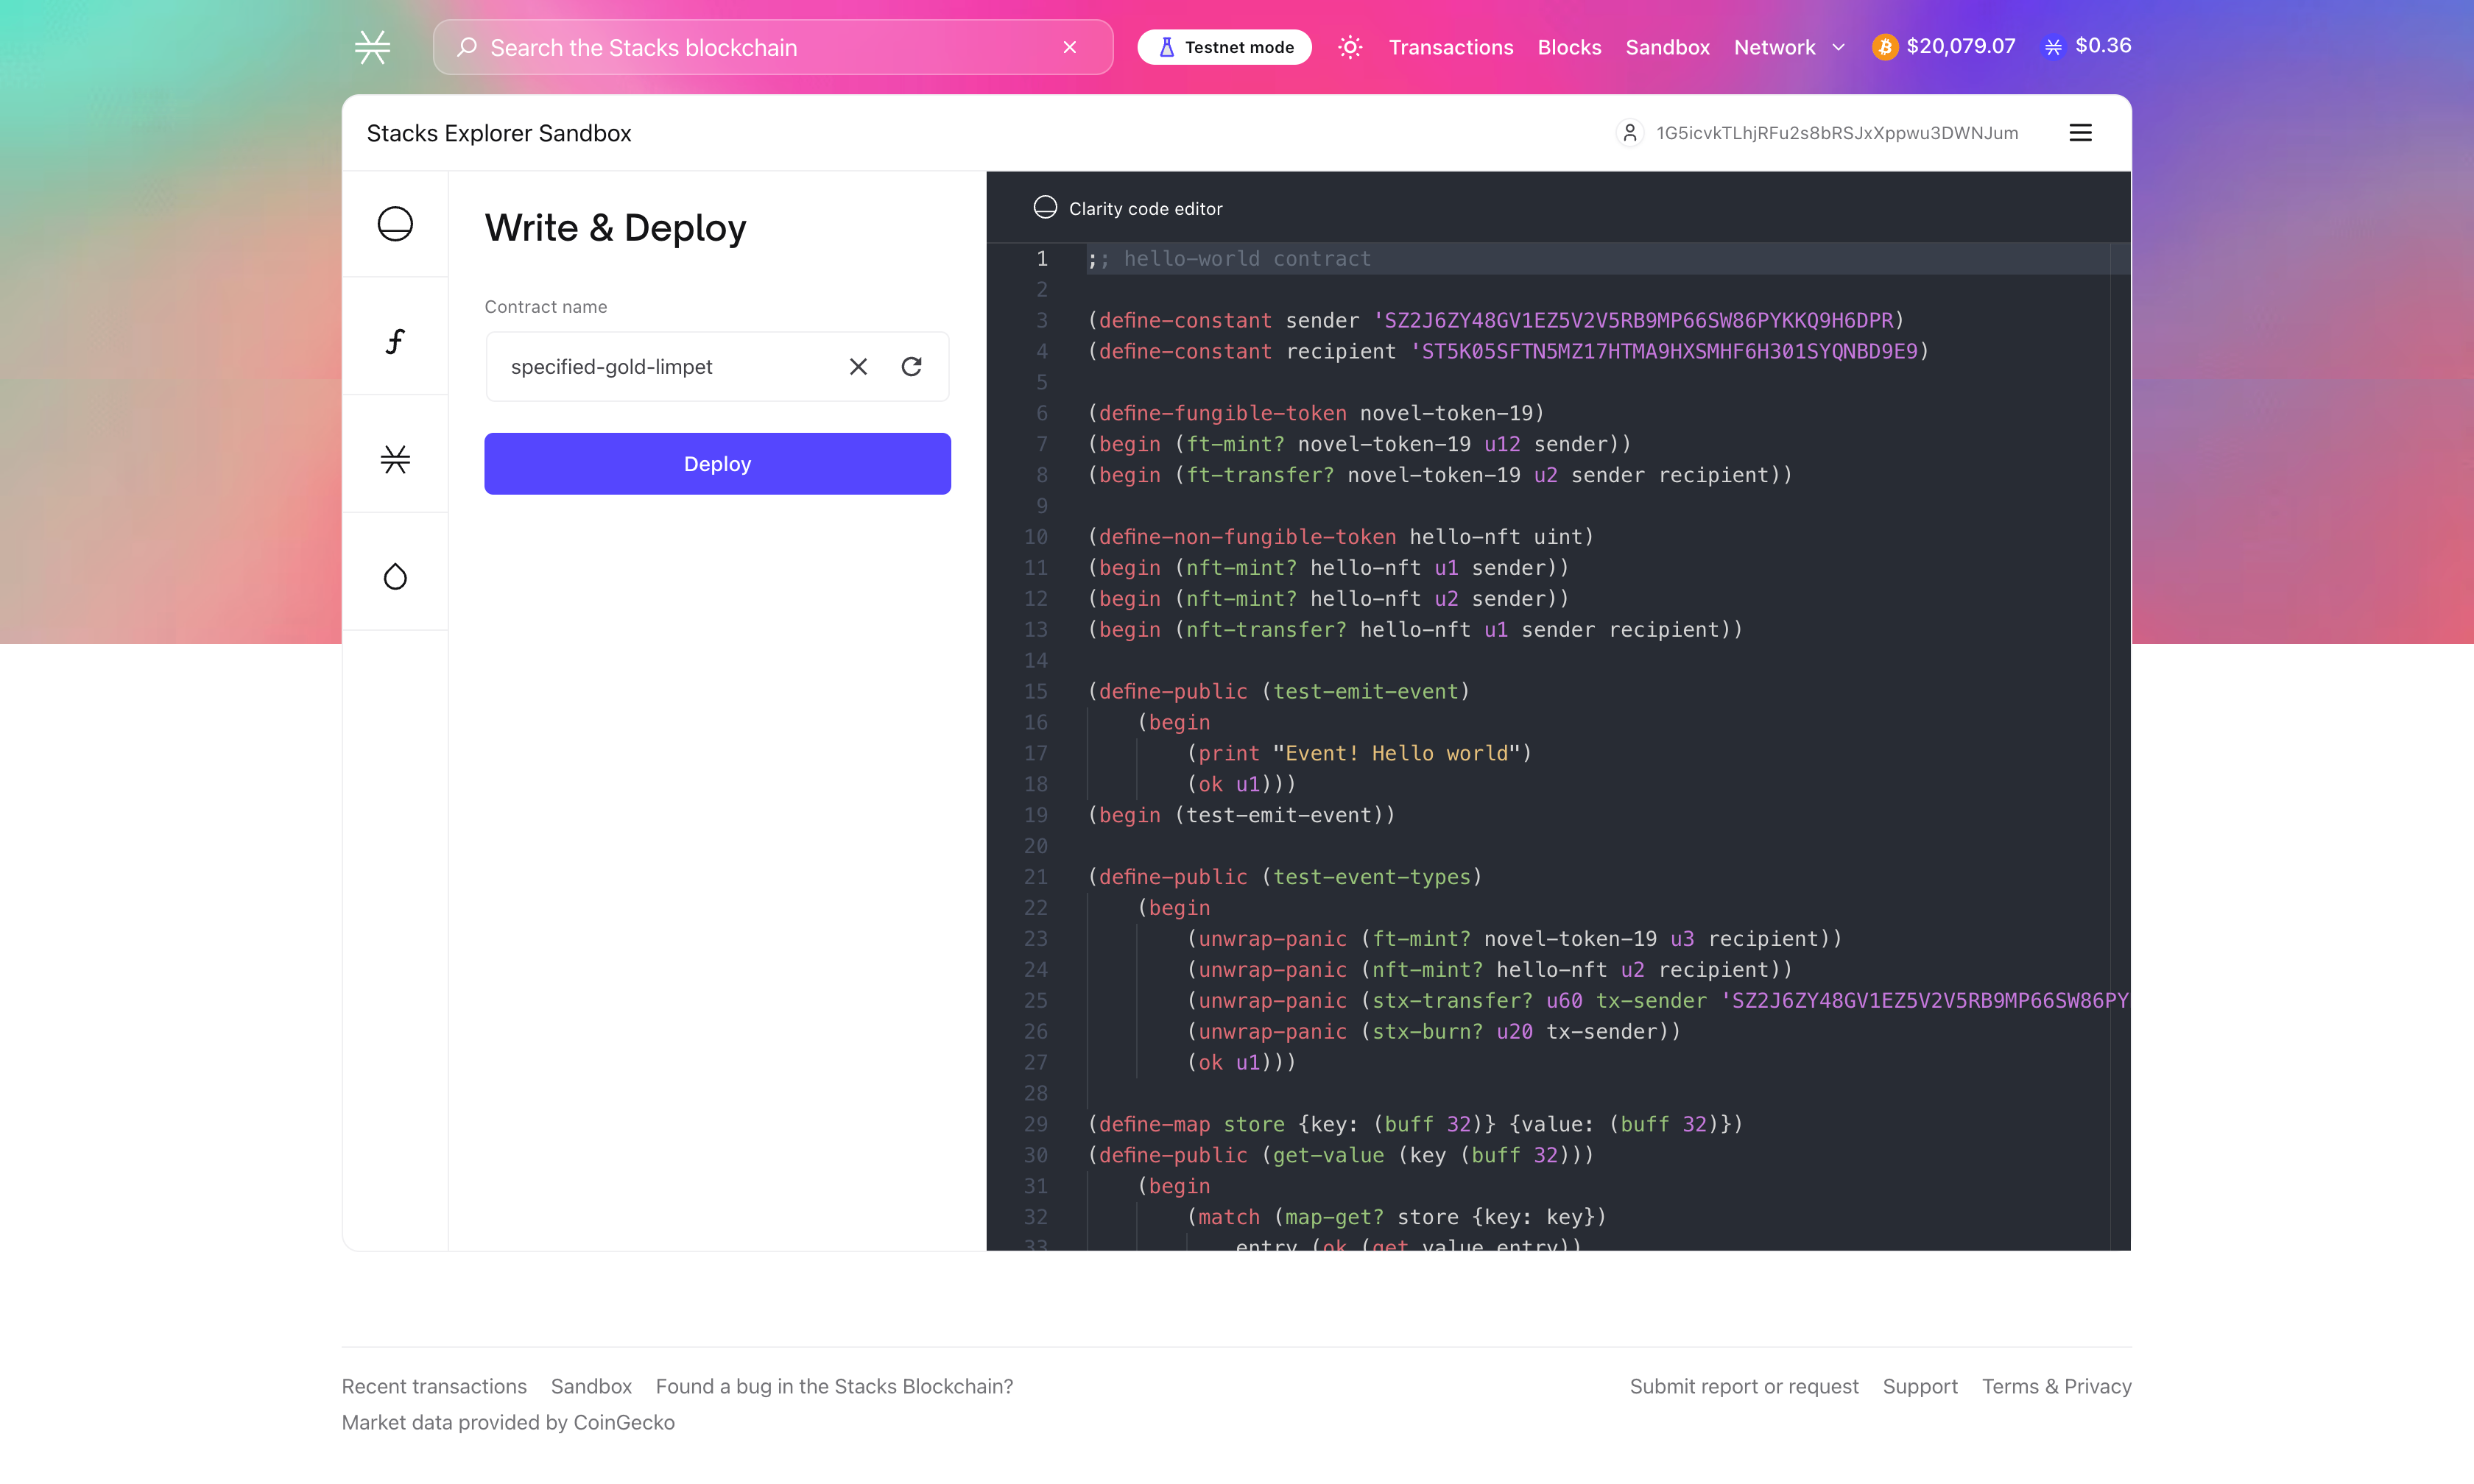 Search the Stacks blockchain
Testnet mode
Transactions
Blocks
Sandbox
Network
$20,079.07
$0.36
Stacks Explorer Sandbox
1G5icvkTLhjRFu2s8bRSJxXppwu3DWNJum
Write & Deploy
Contract name
specified-gold-limpet
Deploy
Clarity code editor
1 ;; hello-world contract
2
3 (define-constant sender 'SZ2J6ZY48GV1EZ5V2V5RB9MP66SW86PYKKQ9H6DPR)
4 (define-constant recipient 'ST5K05SFTN5MZ17HTMA9HXSMHF6H301SYQNBD9E9)
5
6 (define-fungible-token novel-token-19)
7 (begin (ft-mint? novel-token-19 u12 sender))
8 (begin (ft-transfer? novel-token-19 u2 sender recipient))
9
10 (define-non-fungible-token hello-nft uint)
11 (begin (nft-mint? hello-nft u1 sender))
12 (begin (nft-mint? hello-nft u2 sender))
13 (begin (nft-transfer? hello-nft u1 sender recipient))
14
15 (define-public (test-emit-event)
16 (begin
17 (print "Event! Hello world")
18 (ok u1)))
19 (begin (test-emit-event))
20
21 (define-public (test-event-types)
22 (begin
23 (unwrap-panic (ft-mint? novel-token-19 u3 recipient))
24 (unwrap-panic (nft-mint? hello-nft u2 recipient))
25 (unwrap-panic (stx-transfer? u60 tx-sender 'SZ2J6ZY48GV1EZ5V2V5RB9MP66SW86PY
26 (unwrap-panic (stx-burn? u20 tx-sender))
27 (ok u1)))
28
29 (define-map store {key: (buff 32)} {value: (buff 32)})
30 (define-public (get-value (key (buff 32)))
31 (begin
32 (match (map-get? store {key: key})
33 entry (ok (get value entry))
Recent transactions
Sandbox
Found a bug in the Stacks Blockchain?
Submit report or request
Support
Terms & Privacy
Market data provided by CoinGecko